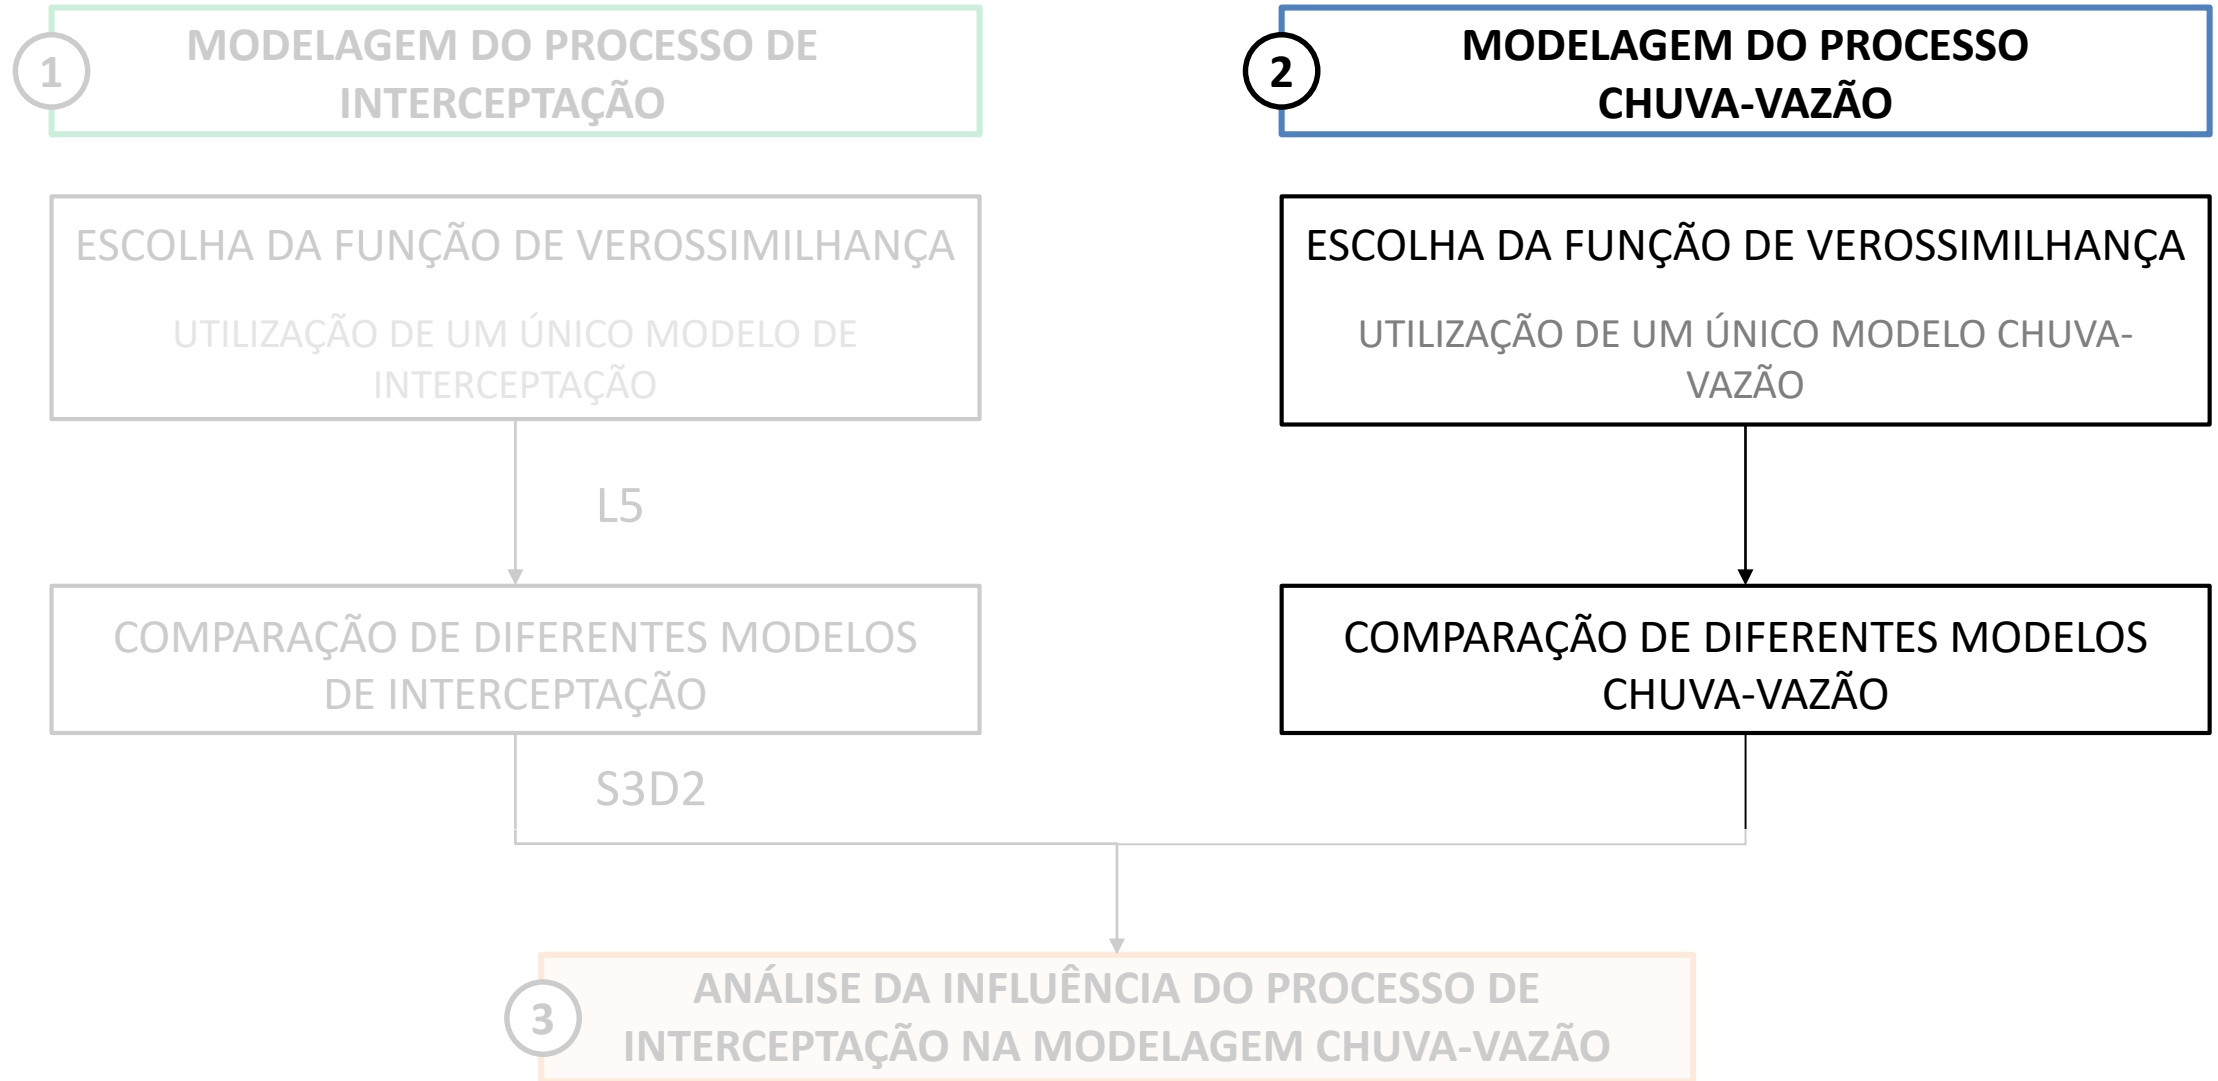 1
MODELAGEM DO PROCESSO DE
INTERCEPTAÇÃO
ESCOLHA DA FUNÇÃO DE VEROSSIMILHANÇA
UTILIZAÇÃO DE UM ÚNICO MODELO DE
INTERCEPTAÇÃO
L5
COMPARAÇÃO DE DIFERENTES MODELOS
DE INTERCEPTAÇÃO
S3D2
2
MODELAGEM DO PROCESSO
CHUVA-VAZÃO
ESCOLHA DA FUNÇÃO DE VEROSSIMILHANÇA
UTILIZAÇÃO DE UM ÚNICO MODELO CHUVA-
VAZÃO
COMPARAÇÃO DE DIFERENTES MODELOS
CHUVA-VAZÃO
3
ANÁLISE DA INFLUÊNCIA DO PROCESSO DE
INTERCEPTAÇÃO NA MODELAGEM CHUVA-VAZÃO